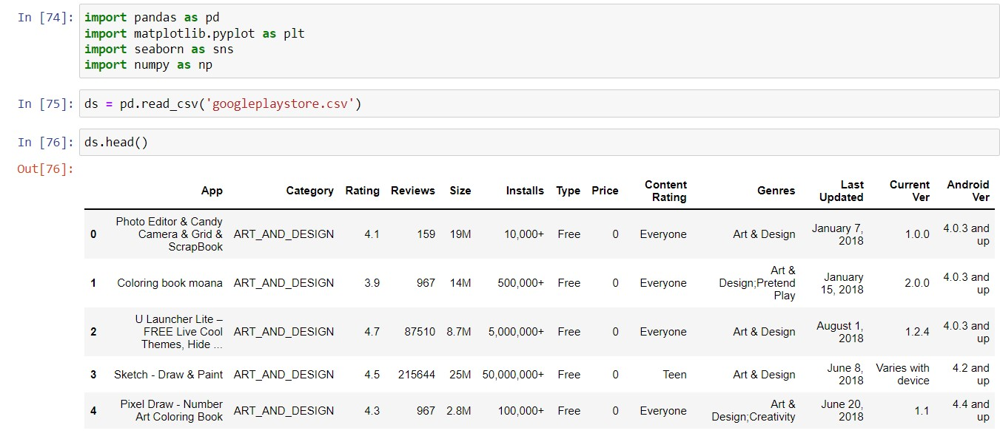 In [74]: import pandas as pd
import matplotlib.pyplot as plt
import seaborn as sns
import numpy as np
In [75]: ds = pd.read_csv('googleplaystore.csv')
In [76]: ds.head()
Out[76]:
App Category Rating Reviews Size Installs Type Price Content Rating Genres Last Updated Current Ver Android Ver
0 Photo Editor & Candy Camera & Grid & ScrapBook ART_AND_DESIGN 4.1 159 19M 10,000+ Free 0 Everyone Art & Design January 7, 2018 1.0.0 4.0.3 and up
1 Coloring book moana ART_AND_DESIGN 3.9 967 14M 500,000+ Free 0 Everyone Art & Design;Pretend Play January 15, 2018 2.0.0 4.0.3 and up
2 U Launcher Lite – FREE Live Cool Themes, Hide ... ART_AND_DESIGN 4.7 87510 8.7M 5,000,000+ Free 0 Everyone Art & Design August 1, 2018 1.2.4 4.0.3 and up
3 Sketch - Draw & Paint ART_AND_DESIGN 4.5 215644 25M 50,000,000+ Free 0 Teen Art & Design June 8, 2018 Varies with device 4.2 and up
4 Pixel Draw - Number Art Coloring Book ART_AND_DESIGN 4.3 967 2.8M 100,000+ Free 0 Everyone Art & Design;Creativity June 20, 2018 1.1 4.4 and up